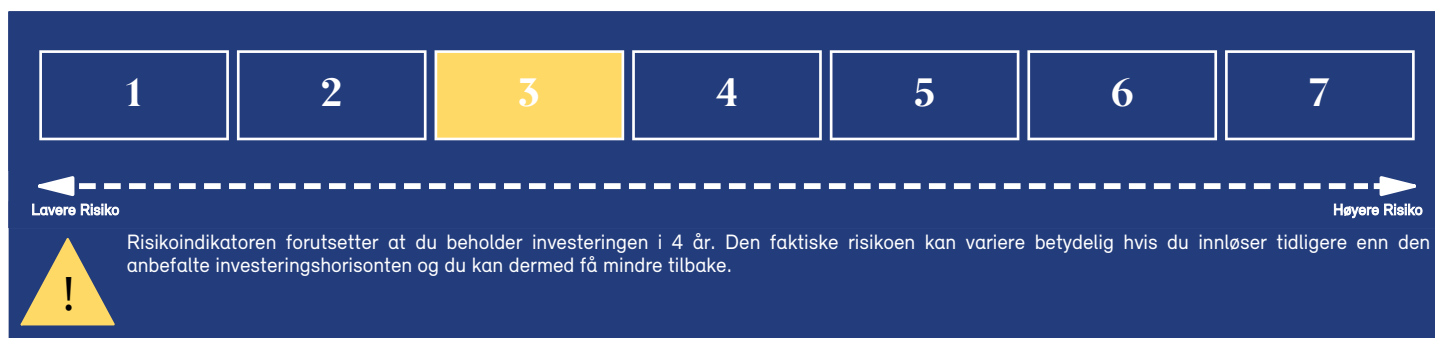 1 2 3 4 5 6 7
Lavere Risiko Høyere Risiko
Risikoindikatoren forutsetter at du beholder investeringen i 4 år. Den faktiske risikoen kan variere betydelig hvis du innløser tidligere enn den
anbefalte investeringshorisonten og du kan dermed få mindre tilbake.
!